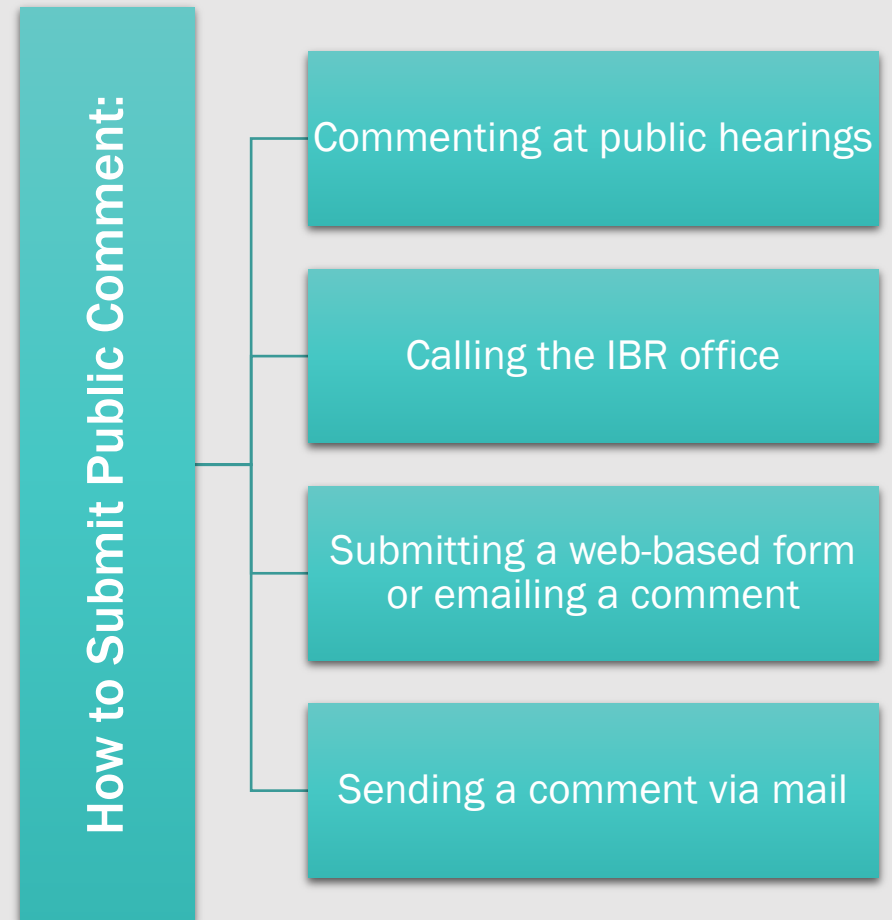 How to Submit Public Comment:
Commenting at public hearings
Calling the IBR office
Submitting a web-based form
or emailing a comment
Sending a comment via mail